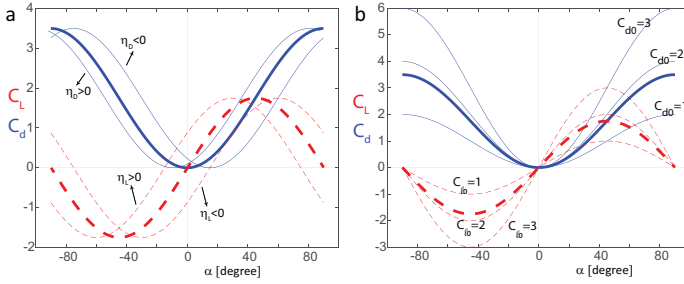 a
b
4
3
2
1
0
-1
-2
C_L
C_d
η_D<0
η_D>0
η_L>0
η_L<0
-80
-40
0
40
80
α [degree]
6
5
4
3
2
1
0
-1
-2
3
C_L
C_d
C_d0=3
C_d0=2
C_d0=1
C_l0=1
C_l0=2
C_l0=3
-80
-40
0
40
80
α [degree]